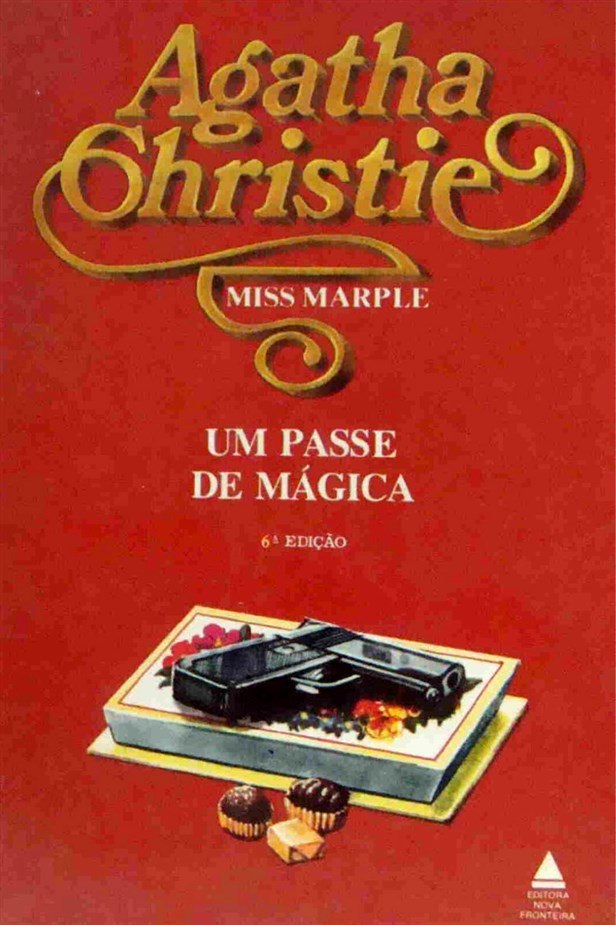 Agatha
Christie
MISS MARPLE
UM PASSE
DE MÁGICA
6ª EDIÇÃO
EDITORA
NOVA
FRONTEIRA